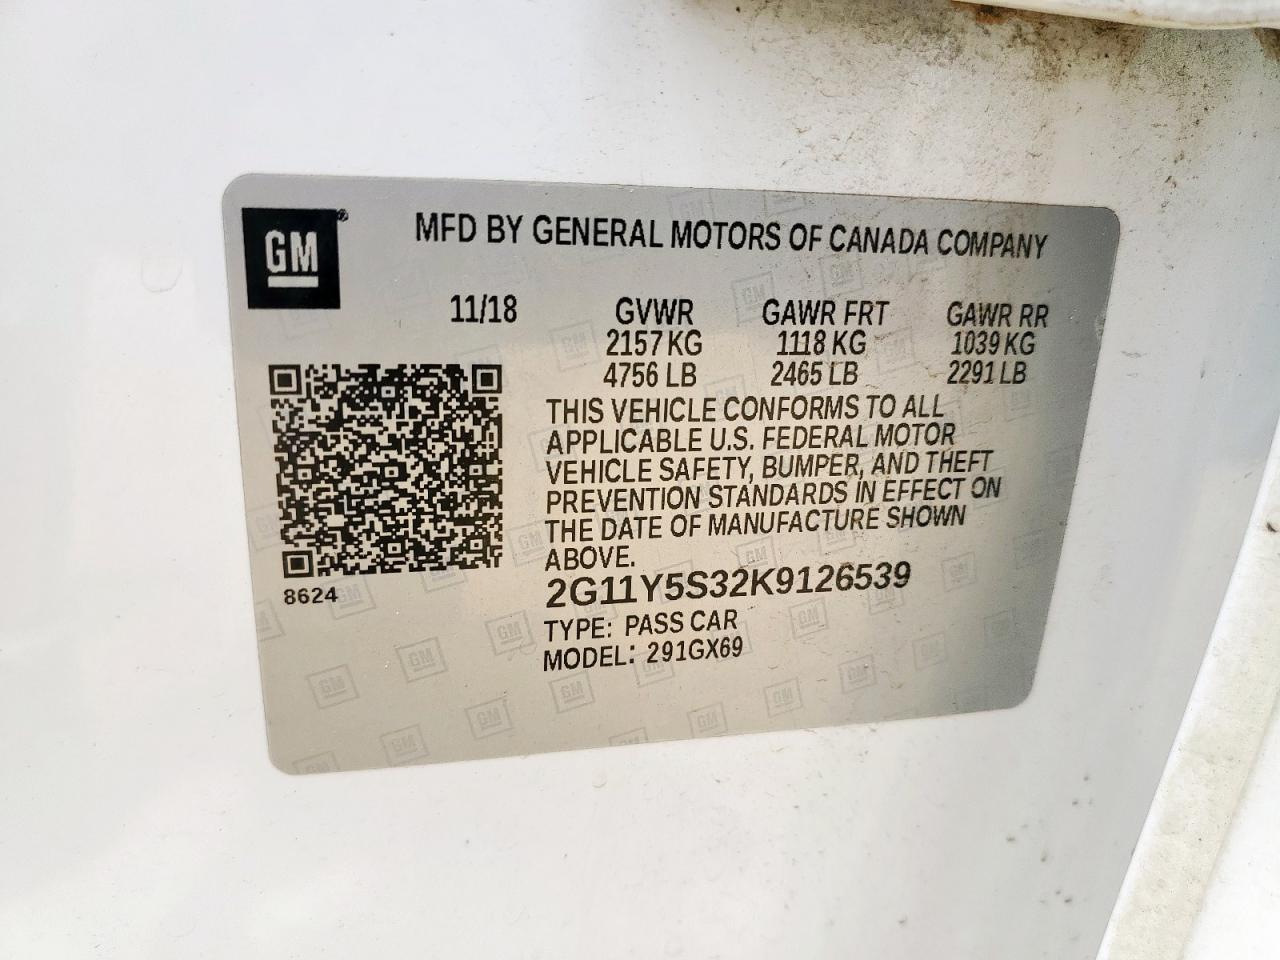 GM®
MFD BY GENERAL MOTORS OF CANADA COMPANY
11/18 GVWR GAWR FRT GAWR RR
2157 KG 1118 KG 1039 KG
4756 LB 2465 LB 2291 LB
THIS VEHICLE CONFORMS TO ALL
APPLICABLE U.S. FEDERAL MOTOR
VEHICLE SAFETY, BUMPER, AND THEFT
PREVENTION STANDARDS IN EFFECT ON
THE DATE OF MANUFACTURE SHOWN
ABOVE.
8624
2G11Y5S32K9126539
TYPE: PASS CAR
MODEL: 291GX69